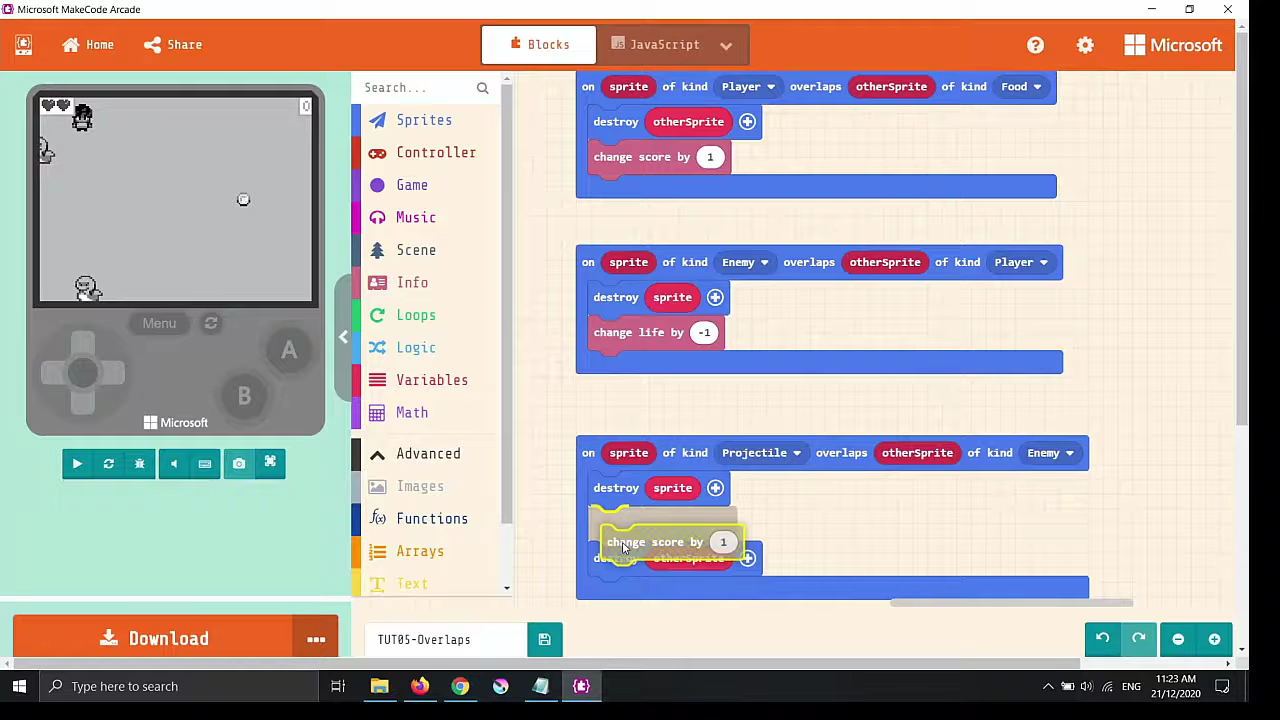 Microsoft MakeCode Arcade
Home
Share
Blocks
JavaScript
Microsoft
0
Menu
A
B
Microsoft
Download
Search...
Sprites
Controller
Game
Music
Scene
Info
Loops
Logic
Variables
Math
Advanced
Images
Functions
Arrays
Text
on sprite of kind Player overlaps otherSprite of kind Food
destroy otherSprite
change score by 1
on sprite of kind Enemy overlaps otherSprite of kind Player
destroy sprite
change life by -1
on sprite of kind Projectile overlaps otherSprite of kind Enemy
destroy sprite
change score by 1
destroy otherSprite
TUT05-Overlaps
Type here to search
ENG
11:23 AM
21/12/2020